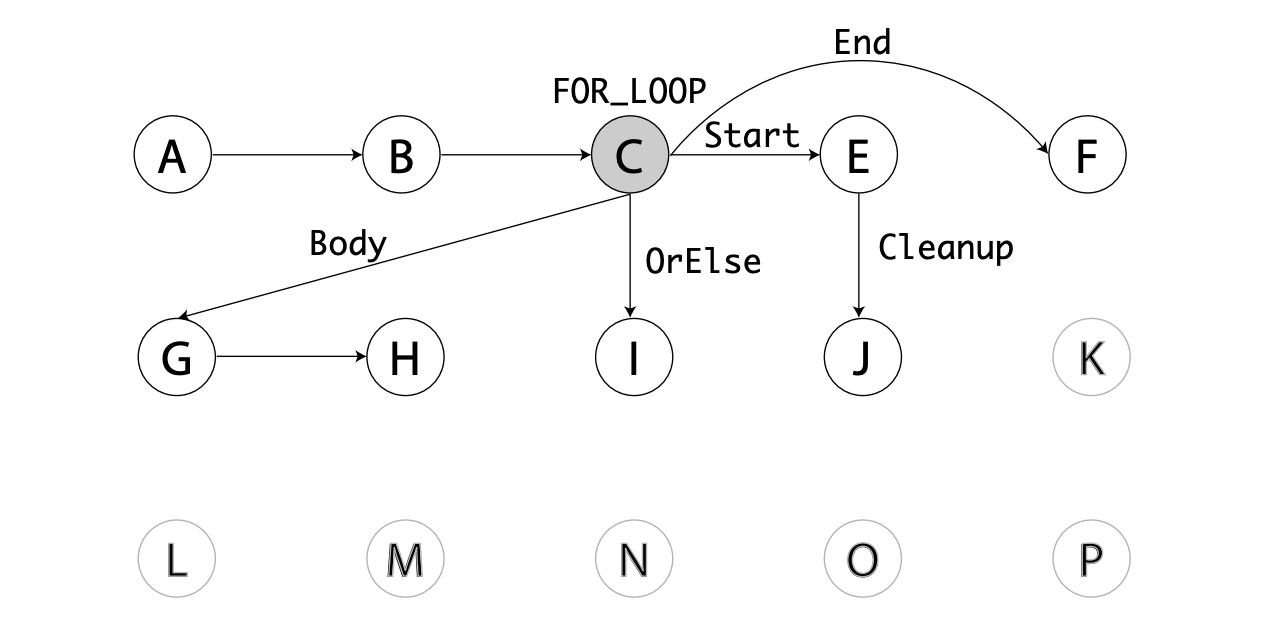 End
FOR_LOOP
Start
A B C E F
Body
OrElse
Cleanup
G H I J K
L M N O P